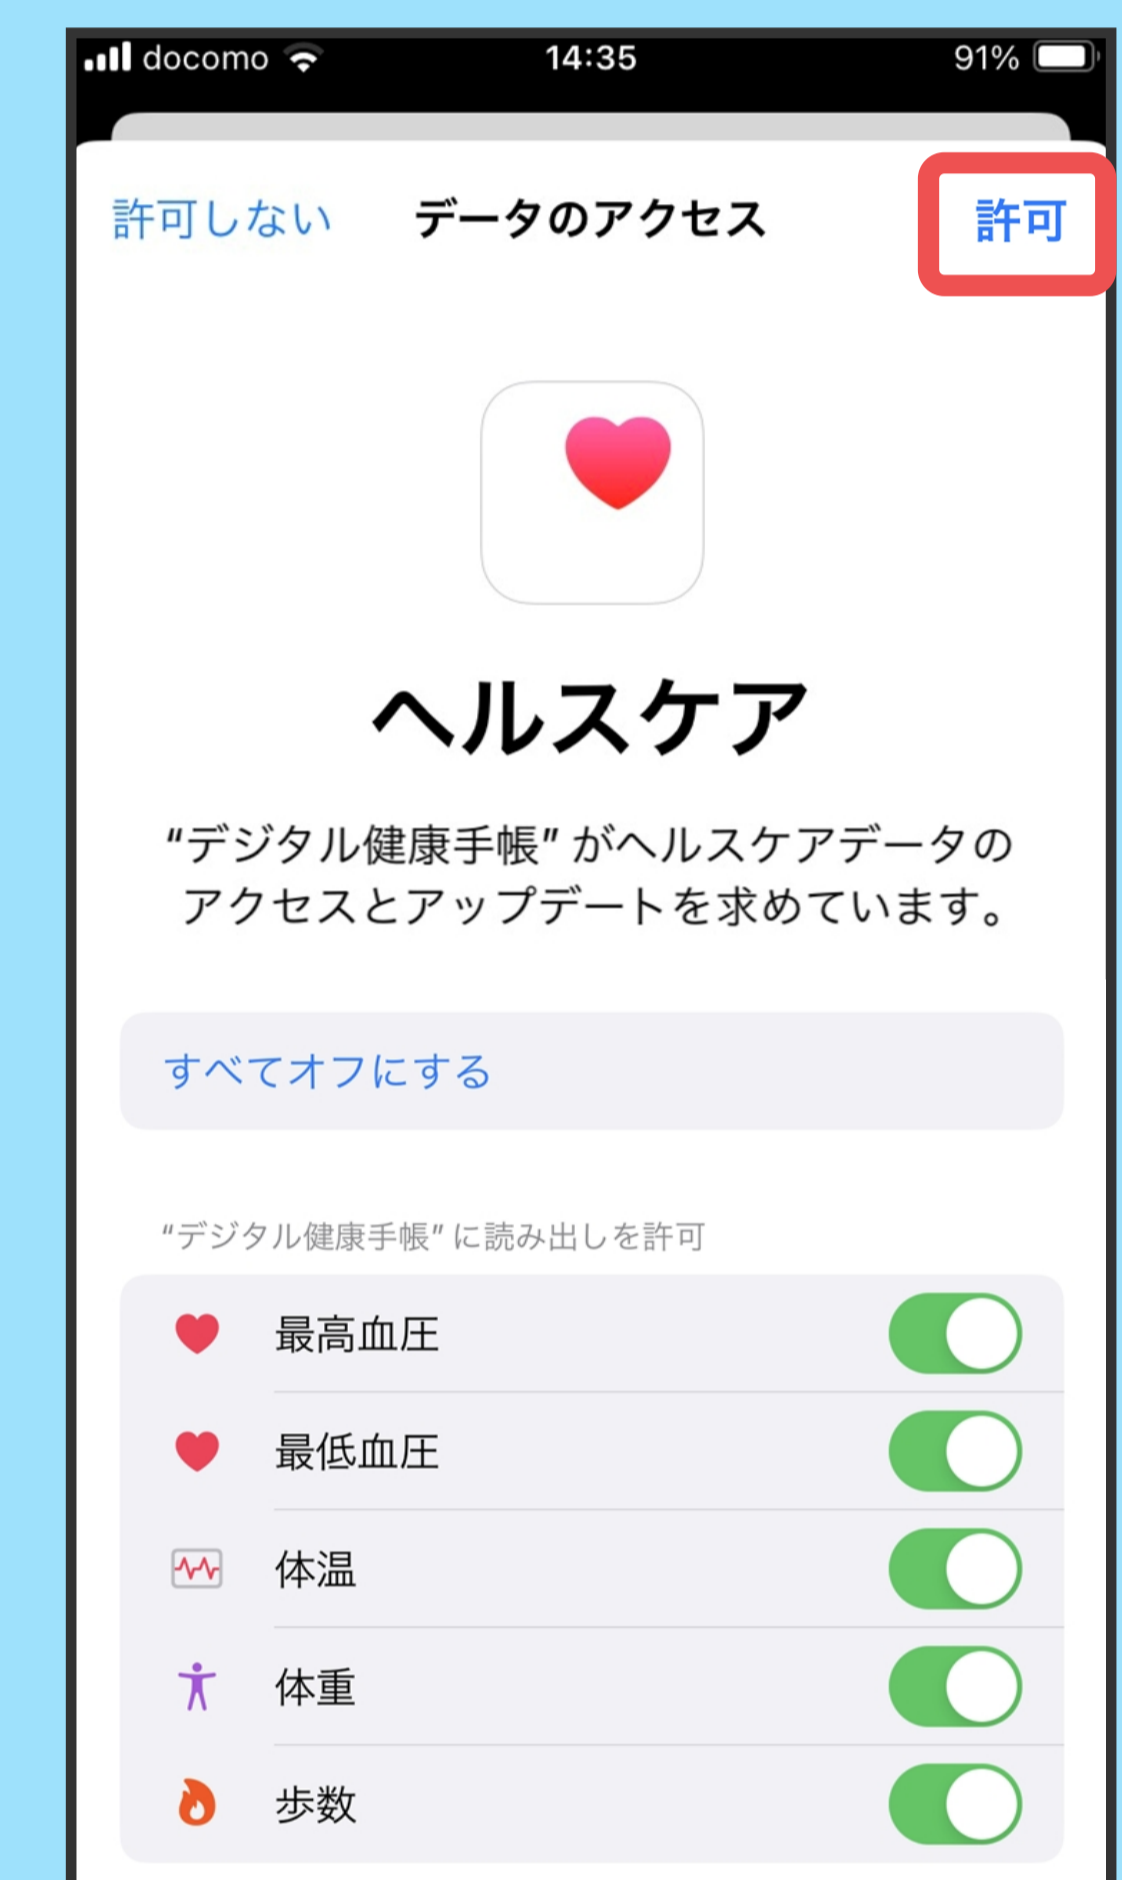 docomo 14:35 91%
許可しない データのアクセス 許可
ヘルスケア
“デジタル健康手帳” がヘルスケアデータの
アクセスとアップデートを求めています。
すべてオフにする
“デジタル健康手帳” に読み出しを許可
最高血圧
最低血圧
体温
体重
歩数